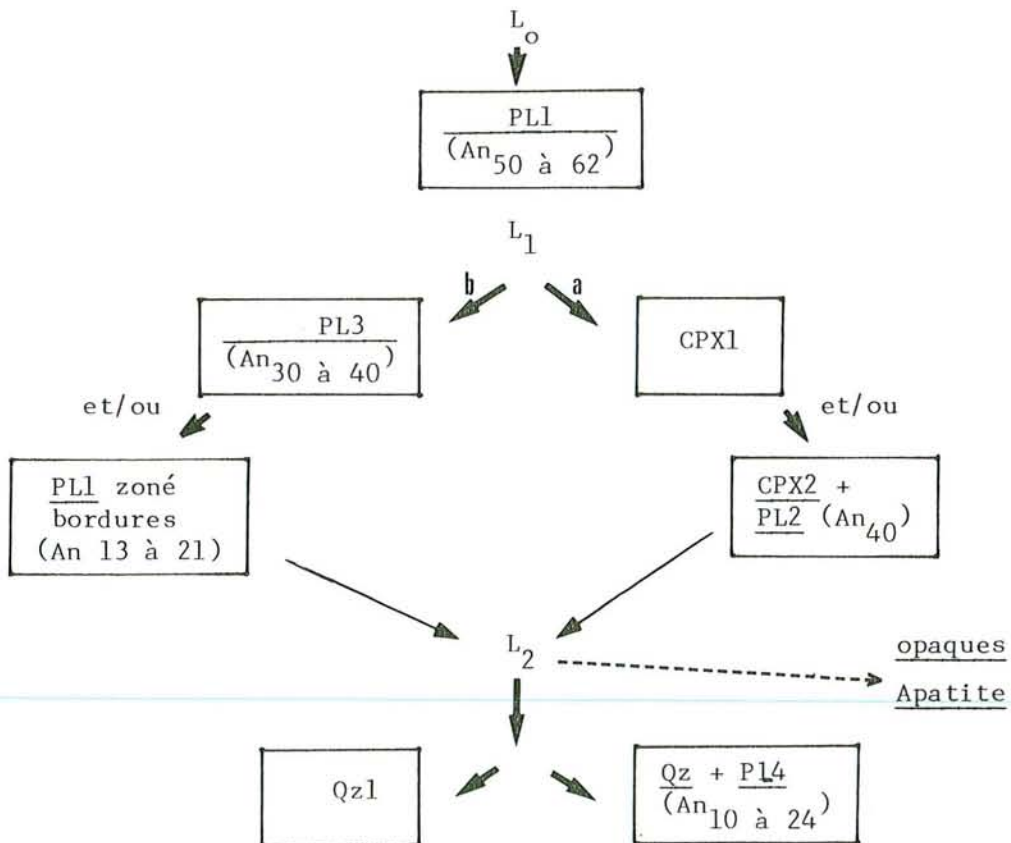 Lo
PL1
(An50 à 62)
L1
b a
PL3
(An30 à 40)
CPX1
et/ou
et/ou
PL1 zoné
bordures
(An 13 à 21)
CPX2 +
PL2 (An40)
L2
opaques
Apatite
Qz1
Qz + Pl4
(An10 à 24)